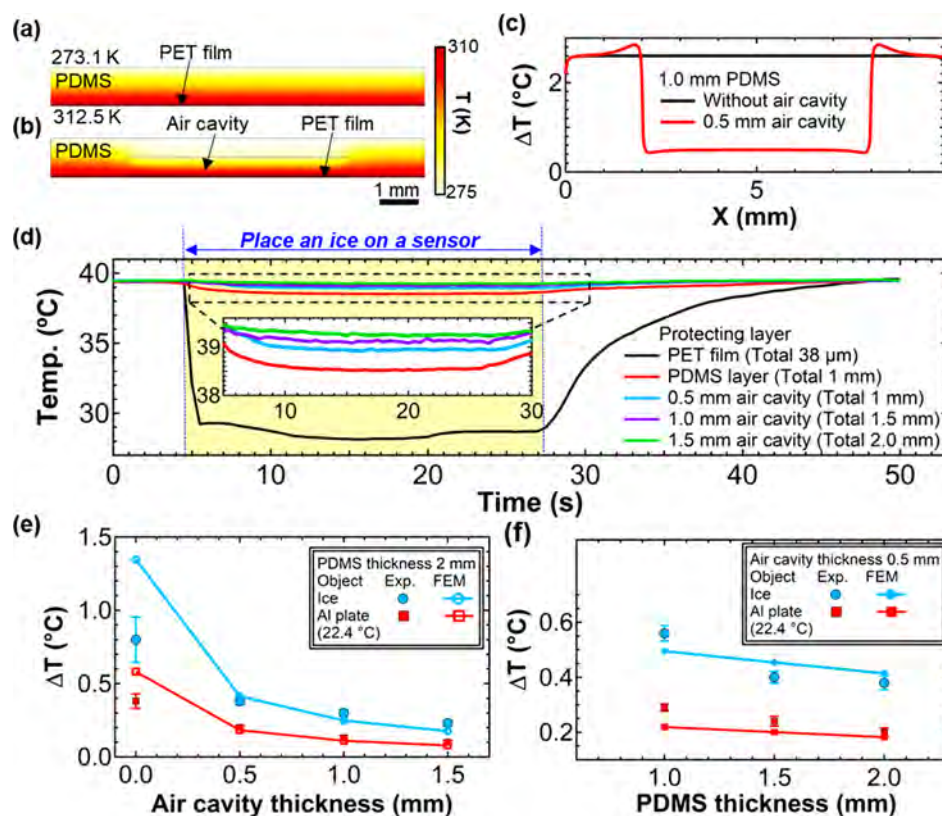 (a)
273.1 K
PET film
PDMS
(b)
312.5 K
Air cavity
PET film
PDMS
1 mm
310
T (K)
275
(c)
ΔT (°C)
2
0
1.0 mm PDMS
Without air cavity
0.5 mm air cavity
0
5
X (mm)
(d)
Place an ice on a sensor
Temp. (ºC)
40
35
30
39
38
10
20
30
Protecting layer
PET film (Total 38 µm)
PDMS layer (Total 1 mm)
0.5 mm air cavity (Total 1 mm)
1.0 mm air cavity (Total 1.5 mm)
1.5 mm air cavity (Total 2.0 mm)
0
10
20
30
40
50
Time (s)
(e)
ΔT (°C)
1.5
1.0
0.5
0.0
PDMS thickness 2 mm
Object Exp. FEM
Ice
Al plate
(22.4 °C)
0.0
0.5
1.0
1.5
Air cavity thickness (mm)
(f)
ΔT (°C)
0.6
0.4
0.2
Air cavity thickness 0.5 mm
Object Exp. FEM
Ice
Al plate
(22.4 °C)
1.0
1.5
2.0
PDMS thickness (mm)